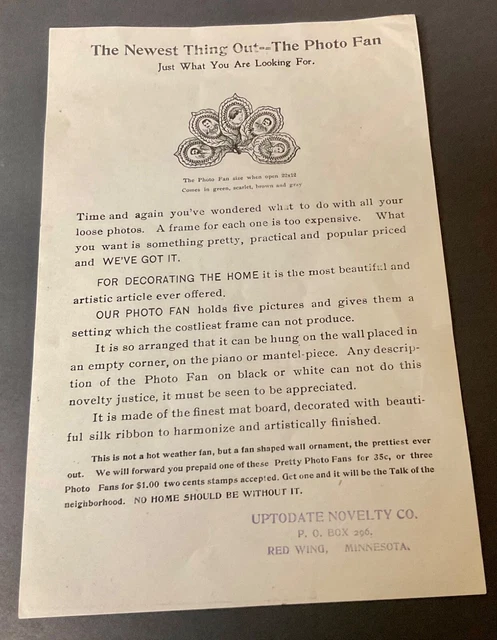 The Newest Thing Out--The Photo Fan
Just What You Are Looking For.
The Photo Fan size when open 22x12
Comes in green, scarlet, brown and grey
Time and again you've wondered what to do with all your
loose photos. A frame for each one is too expensive. What
you want is something pretty, practical and popular priced
and WE'VE GOT IT.
FOR DECORATING THE HOME it is the most beautiful and
artistic article ever offered.
OUR PHOTO FAN holds five pictures and gives them a
setting which the costliest frame can not produce.
It is so arranged that it can be hung on the wall placed in
an empty corner, on the piano or mantel-piece. Any descrip-
tion of the Photo Fan on black or white can not do this
novelty justice, it must be seen to be appreciated.
It is made of the finest mat board, decorated with beauti-
ful silk ribbon to harmonize and artistically finished.
This is not a hot weather fan, but a fan shaped wall ornament, the prettiest ever
out. We will forward you prepaid one of these Pretty Photo Fans for 35c, or three
Photo Fans for $1.00 two cents stamps accepted. Get one and it will be the Talk of the
neighborhood. NO HOME SHOULD BE WITHOUT IT.
UPTODATE NOVELTY CO.
P. O. BOX 296,
RED WING, MINNESOTA.